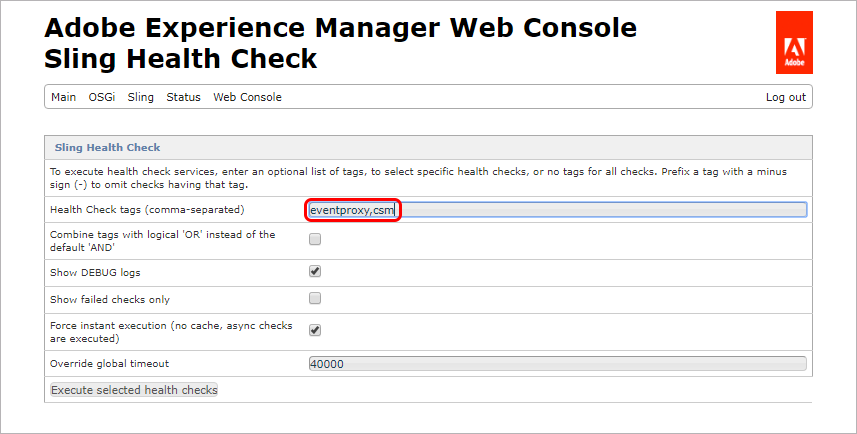 Adobe Experience Manager Web Console
Sling Health Check
Adobe
Main OSGi Sling Status Web Console Log out
Sling Health Check
To execute health check services, enter an optional list of tags, to select specific health checks, or no tags for all checks. Prefix a tag with a minus
sign (-) to omit checks having that tag.
Health Check tags (comma-separated) eventproxy,csm
Combine tags with logical 'OR' instead of the
default 'AND'
Show DEBUG logs
Show failed checks only
Force instant execution (no cache, async checks
are executed)
Override global timeout 40000
Execute selected health checks